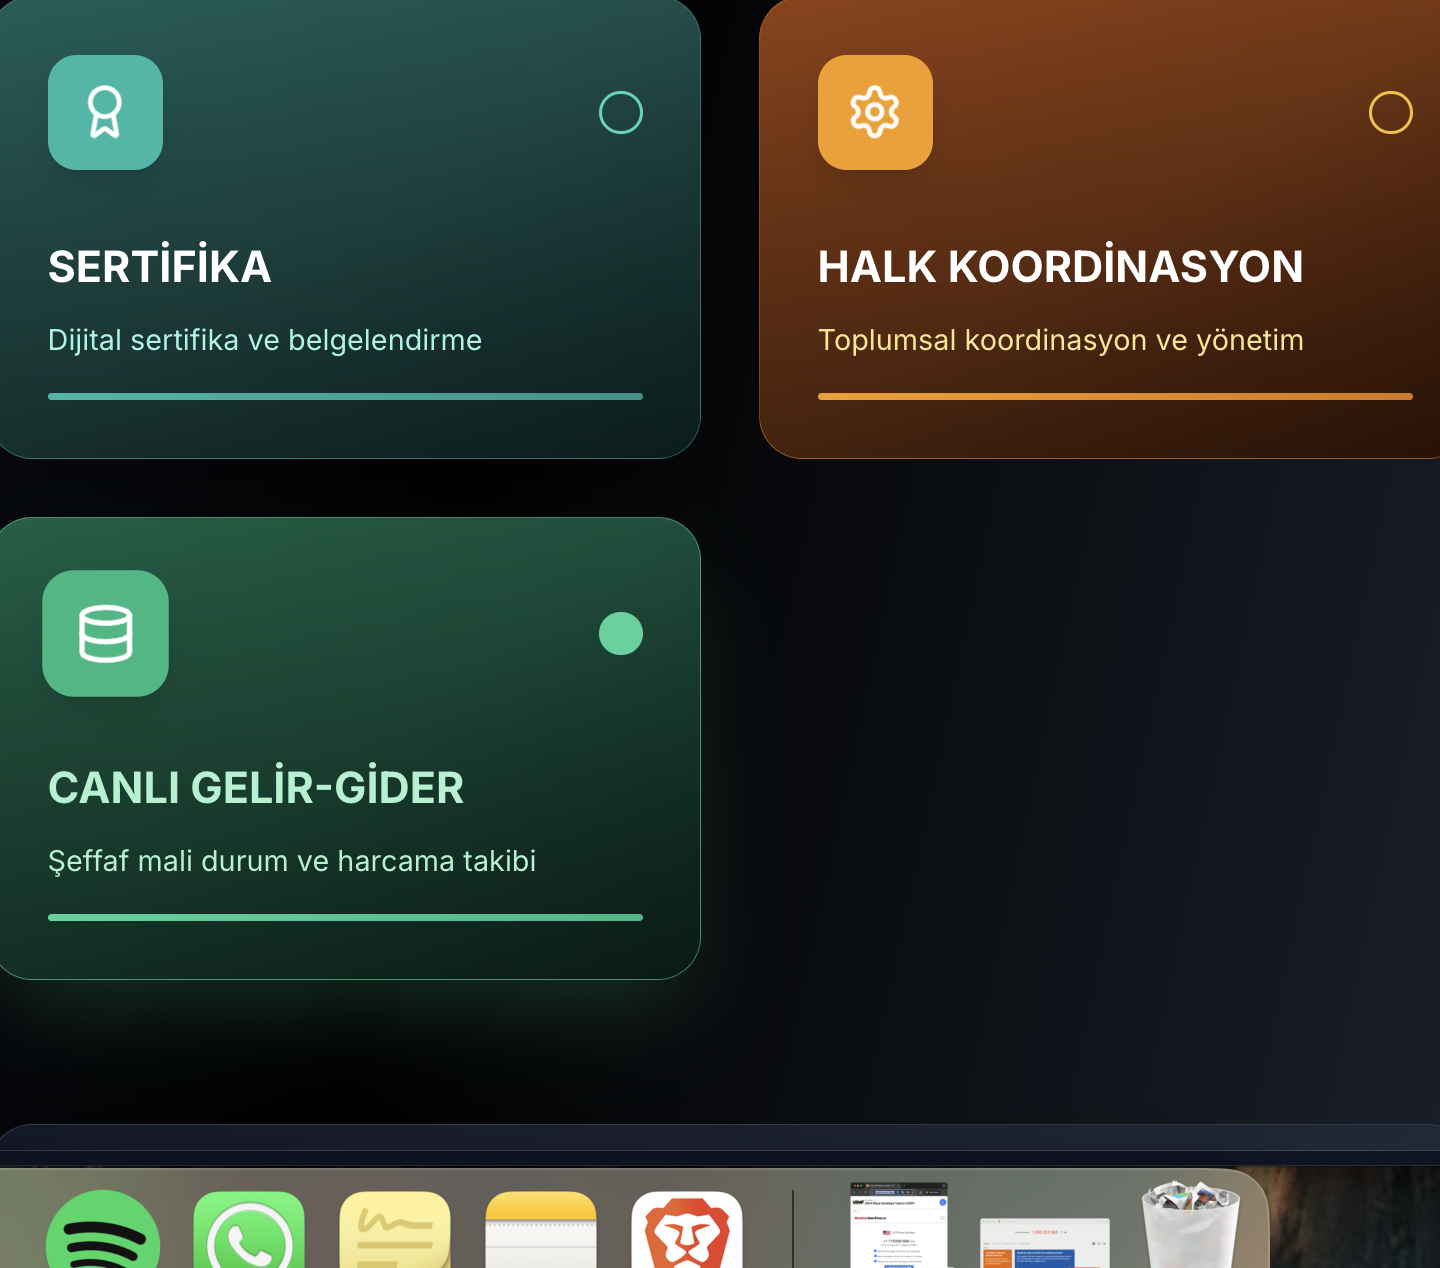 SERTİFİKA
Dijital sertifika ve belgelendirme
HALK KOORDİNASYON
Toplumsal koordinasyon ve yönetim
CANLI GELİR-GİDER
Şeffaf mali durum ve harcama takibi